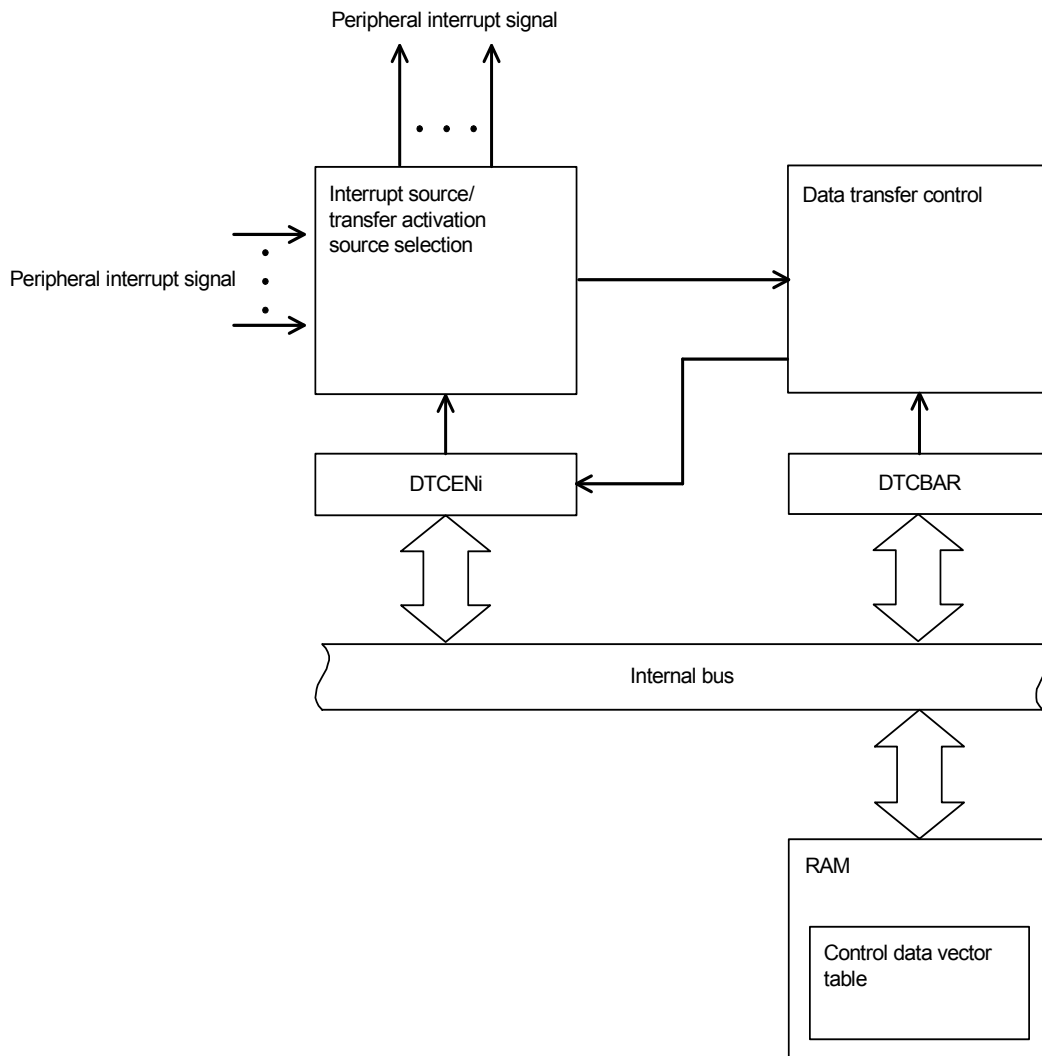 Peripheral interrupt signal
Interrupt source/
transfer activation
source selection
Data transfer control
Peripheral interrupt signal
DTCENi
DTCBAR
Internal bus
RAM
Control data vector
table